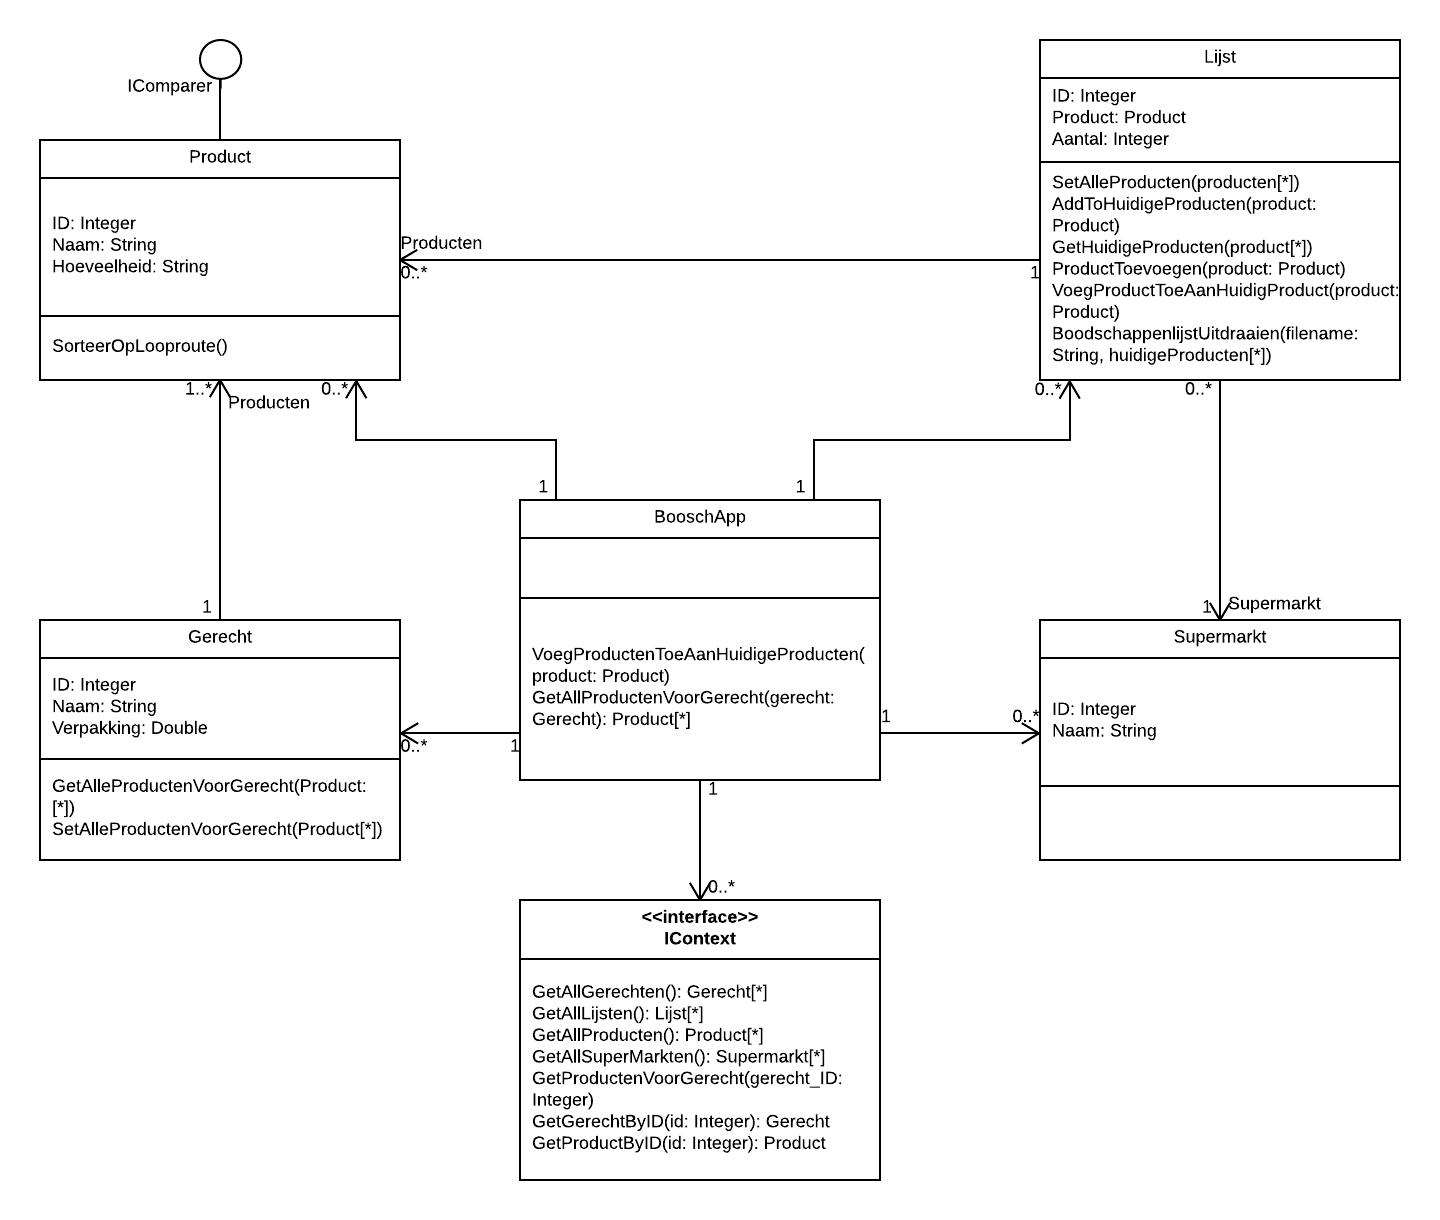 IComparer
Product
ID: Integer
Naam: String
Hoeveelheid: String
SorteerOpLooproute()
Lijst
ID: Integer
Product: Product
Aantal: Integer
SetAlleProducten(producten[*])
AddToHuidigeProducten(product:
Product)
GetHuidigeProducten(product[*])
ProductToevoegen(product: Product)
VoegProductToeAanHuidigProduct(product:
Product)
BoodschappenlijstUitdraaien(filename:
String, huidigeProducten[*])
Producten
0..*
1
1..*
Producten
0..*
0..*
0..*
1
1
BooschApp
VoegProductenToeAanHuidigeProducten(
product: Product)
GetAllProductenVoorGerecht(gerecht:
Gerecht): Product[*]
1
Gerecht
ID: Integer
Naam: String
Verpakking: Double
GetAlleProductenVoorGerecht(Product:
[*])
SetAlleProductenVoorGerecht(Product[*])
1
Supermarkt
Supermarkt
ID: Integer
Naam: String
0..*
1
1
0..*
1
0..*
<<interface>>
IContext
GetAllGerechten(): Gerecht[*]
GetAllLijsten(): Lijst[*]
GetAllProducten(): Product[*]
GetAllSuperMarkten(): Supermarkt[*]
GetProductenVoorGerecht(gerecht_ID:
Integer)
GetGerechtByID(id: Integer): Gerecht
GetProductByID(id: Integer): Product